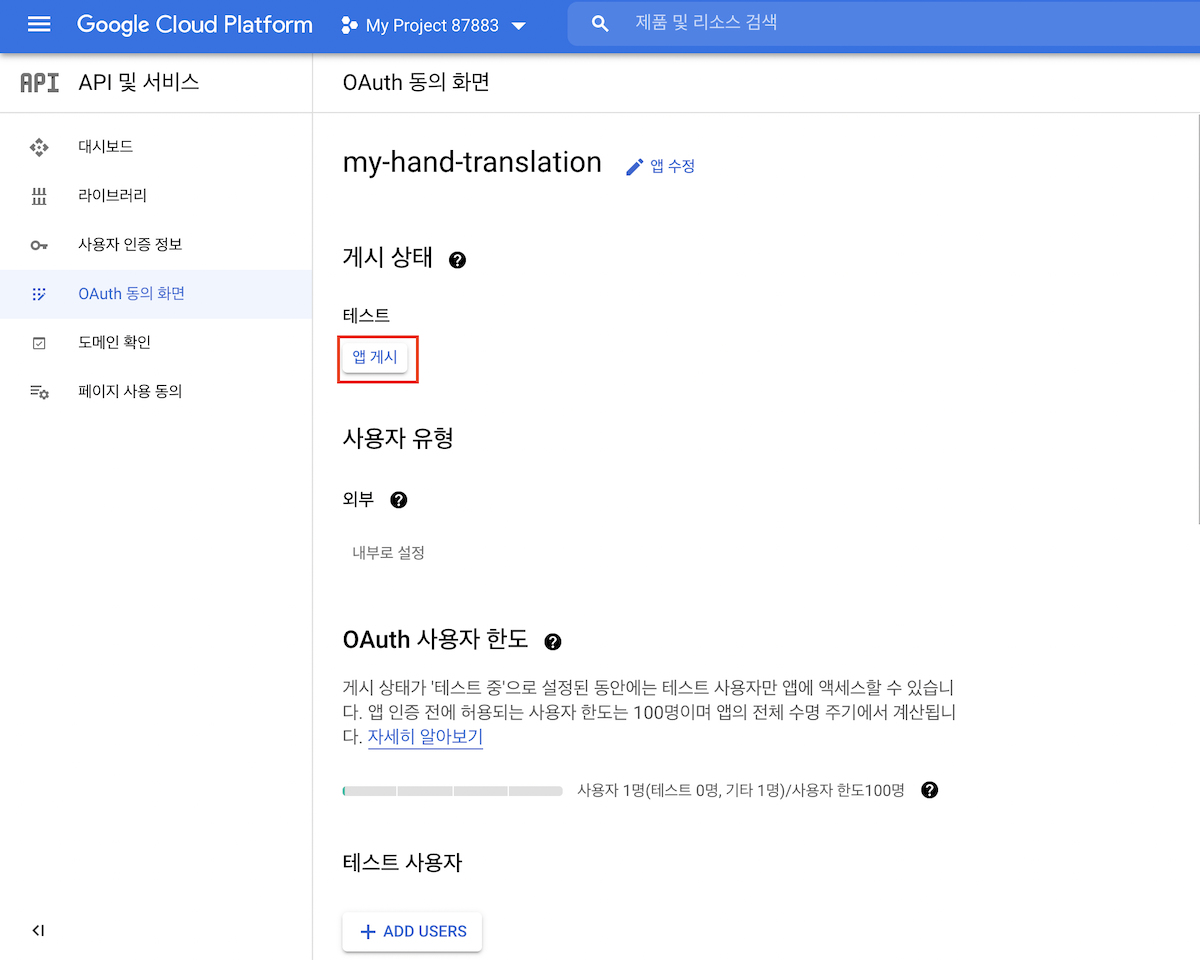 Google Cloud Platform
My Project 87883
제품 및 리소스 검색
API
API 및 서비스
OAuth 동의 화면
대시보드
라이브러리
사용자 인증 정보
OAuth 동의 화면
도메인 확인
페이지 사용 동의
my-hand-translation
앱 수정
게시 상태
테스트
앱 게시
사용자 유형
외부
내부로 설정
OAuth 사용자 한도
게시 상태가 '테스트 중'으로 설정된 동안에는 테스트 사용자만 앱에 액세스할 수 있습니
다. 앱 인증 전에 허용되는 사용자 한도는 100명이며 앱의 전체 수명 주기에서 계산됩니
다. 자세히 알아보기
사용자 1명(테스트 0명, 기타 1명)/사용자 한도100명
테스트 사용자
ADD USERS